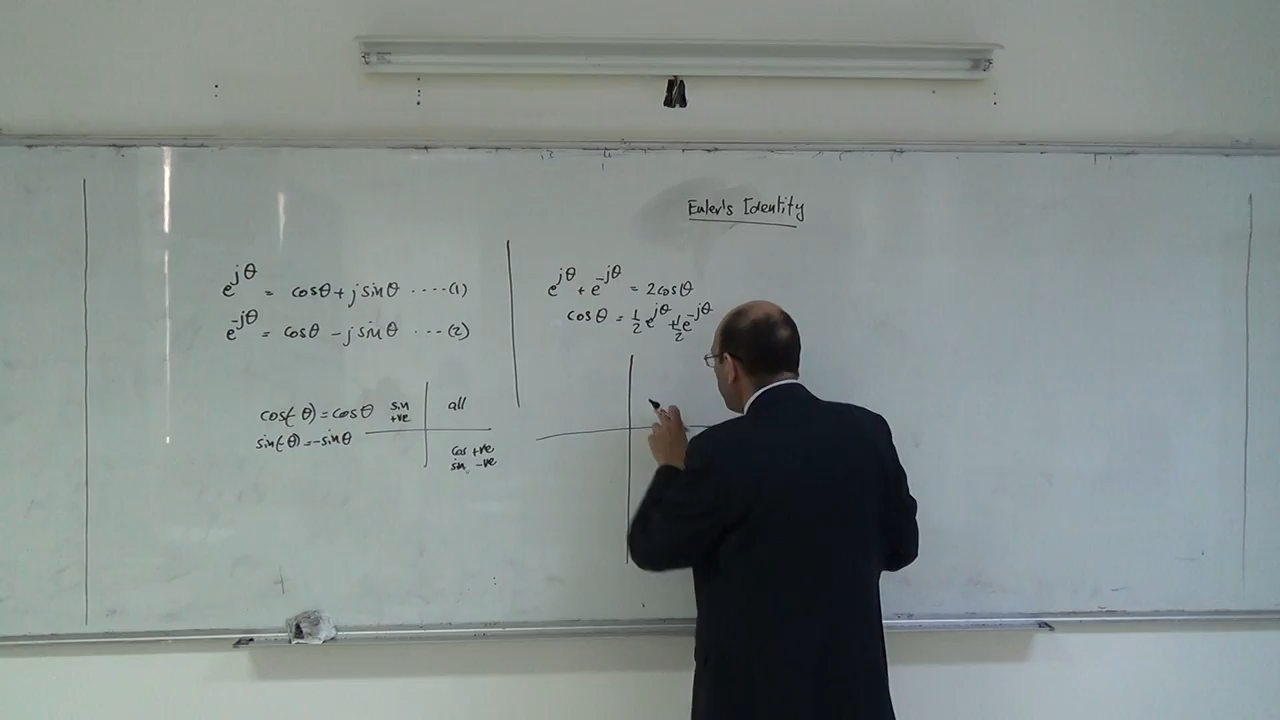 Euler's Identity
e^{jθ} = cosθ + j sinθ ....(1)
e^{-jθ} = cosθ - j sinθ ...(2)
cos(-θ) = cosθ
sin(-θ) = -sinθ
sin
+ve
all
cos +ve
sin -ve
e^{jθ} + e^{-jθ} = 2cosθ
cosθ = 1/2 e^{jθ} + 1/2 e^{-jθ}